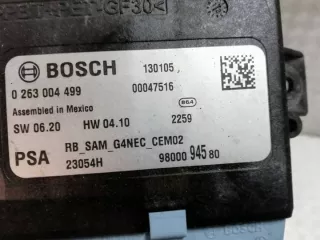 BOSCH 130105
0 263 004 499 00047516
Assembled in Mexico 864
SW 06.20 HW 04.10 2259
PSA RB_SAM_G4NEC_CEM02
23054H 98000 945 80